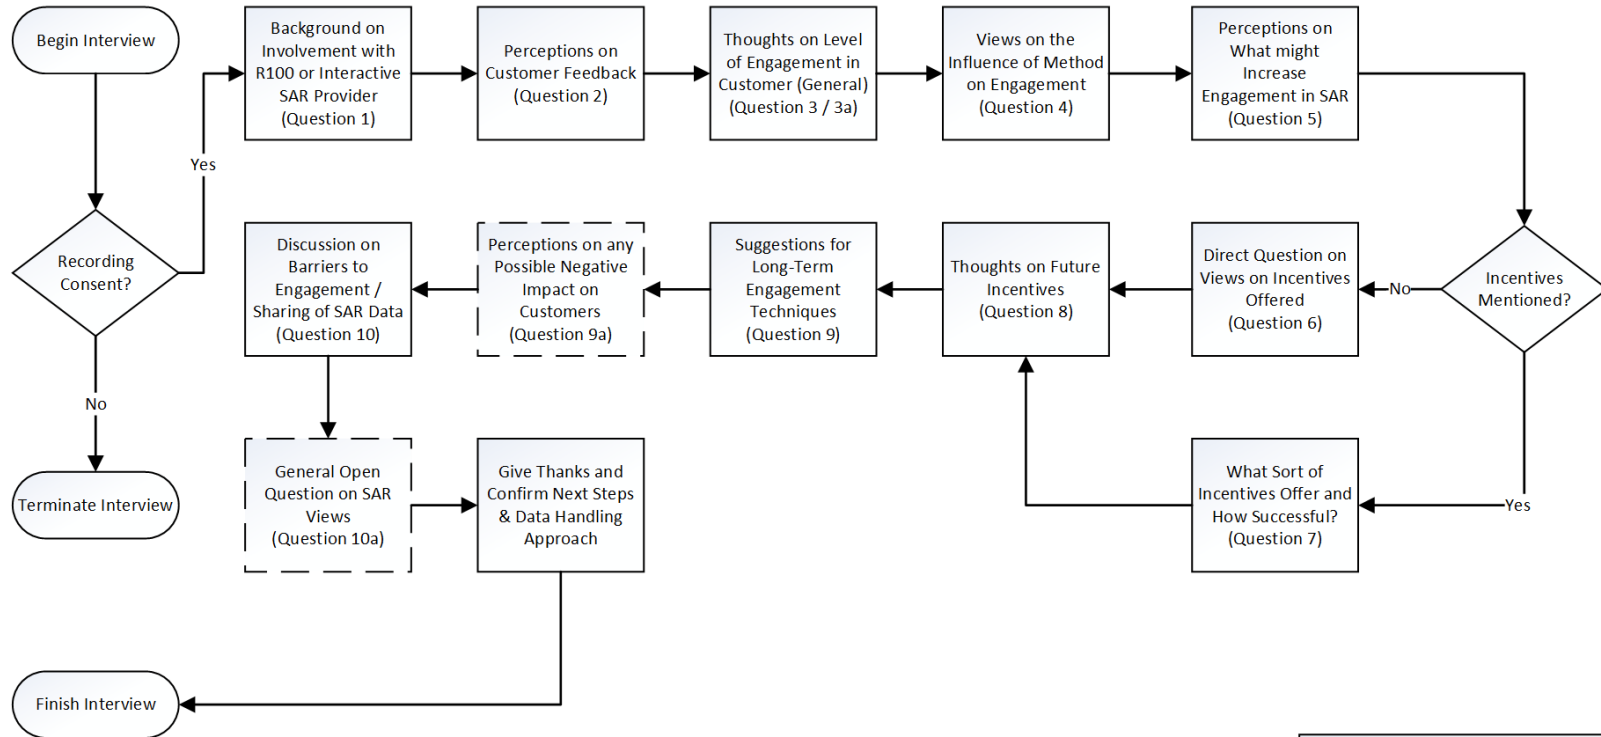 Begin Interview
Background on
Involvement with
R100 or Interactive
SAR Provider
(Question 1)
Perceptions on
Customer Feedback
(Question 2)
Thoughts on Level
of Engagement in
Customer (General)
(Question 3 / 3a)
Views on the
Influence of Method
on Engagement
(Question 4)
Perceptions on
What might
Increase
Engagement in SAR
(Question 5)
Yes
Recording
Consent?
Discussion on
Barriers to
Engagement /
Sharing of SAR Data
(Question 10)
Perceptions on any
Possible Negative
Impact on
Customers
(Question 9a)
Suggestions for
Long-Term
Engagement
Techniques
(Question 9)
Thoughts on Future
Incentives
(Question 8)
Direct Question on
Views on Incentives
Offered
(Question 6)
No
Incentives
Mentioned?
No
Terminate Interview
General Open
Question on SAR
Views
(Question 10a)
Give Thanks and
Confirm Next Steps
& Data Handling
Approach
What Sort of
Incentives Offer and
How Successful?
(Question 7)
Yes
Finish Interview